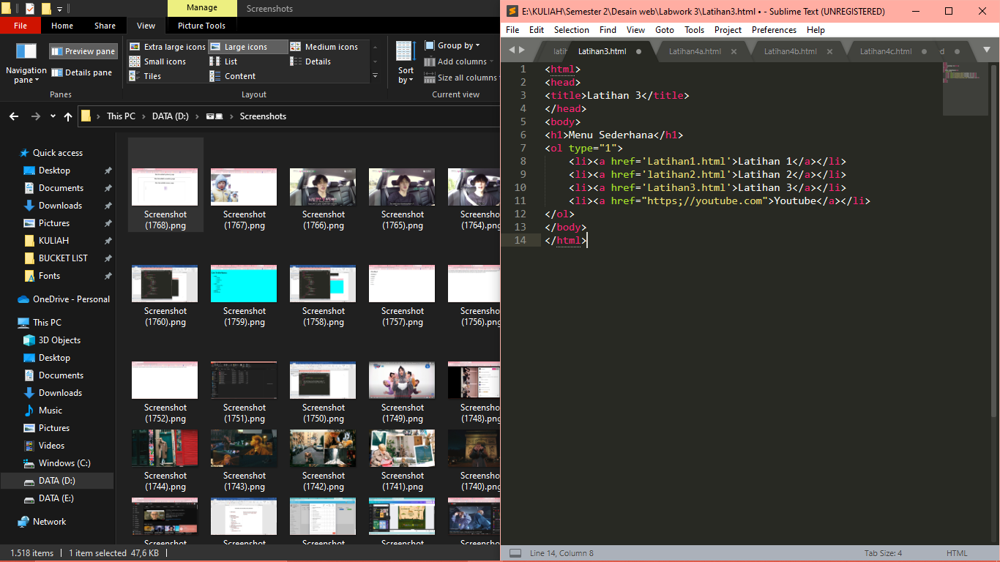 Manage
Screenshots
File
Home
Share
View
Picture Tools
Navigation pane
Preview pane
Details pane
Panes
Extra large icons
Large icons
Medium icons
Small icons
List
Details
Tiles
Content
Layout
Sort by
Group by
Add columns
Size all columns
Current view
This PC
DATA (D:)
Screenshots
Quick access
Desktop
Documents
Downloads
Pictures
KULIAH
BUCKET LIST
Fonts
OneDrive - Personal
This PC
3D Objects
Desktop
Documents
Downloads
Music
Pictures
Videos
Windows (C:)
DATA (D:)
DATA (E:)
Network
Screenshot (1768).png
Screenshot (1767).png
Screenshot (1766).png
Screenshot (1765).png
Screenshot (1764).png
Screenshot (1760).png
Screenshot (1759).png
Screenshot (1758).png
Screenshot (1757).png
Screenshot (1756).png
Screenshot (1752).png
Screenshot (1751).png
Screenshot (1750).png
Screenshot (1749).png
Screenshot (1748).png
Screenshot (1744).png
Screenshot (1743).png
Screenshot (1742).png
Screenshot (1741).png
Screenshot (1740).png
Screenshot
Screenshot
Screenshot
Screenshot
Screenshot
1.518 items
1 item selected 47,6 KB
E:\KULIAH\Semester 2\Desain web\Labwork 3\Latihan3.html • - Sublime Text (UNREGISTERED)
File Edit Selection Find View Goto Tools Project Preferences Help
latih
Latihan3.html
Latihan4a.html
Latihan4b.html
Latihan4c.html
d
1 <html>
2 <head>
3 <title>Latihan 3</title>
4 </head>
5 <body>
6 <h1>Menu Sederhana</h1>
7 <ol type="1">
8 <li><a href='Latihan1.html'>Latihan 1</a></li>
9 <li><a href='latihan2.html'>Latihan 2</a></li>
10 <li><a href='Latihan3.html'>Latihan 3</a></li>
11 <li><a href="https;//youtube.com">Youtube</a></li>
12 </ol>
13 </body>
14 </html>
Line 14, Column 8
Tab Size: 4
HTML